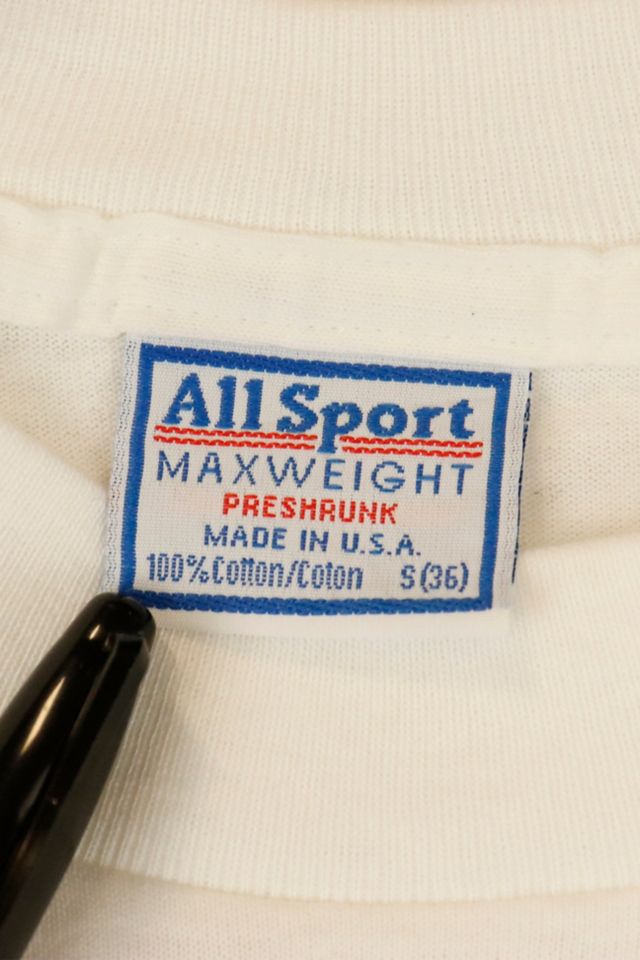 All Sport
MAXWEIGHT
PRESHRUNK
MADE IN U.S.A.
100% Cotton/Coton S(36)